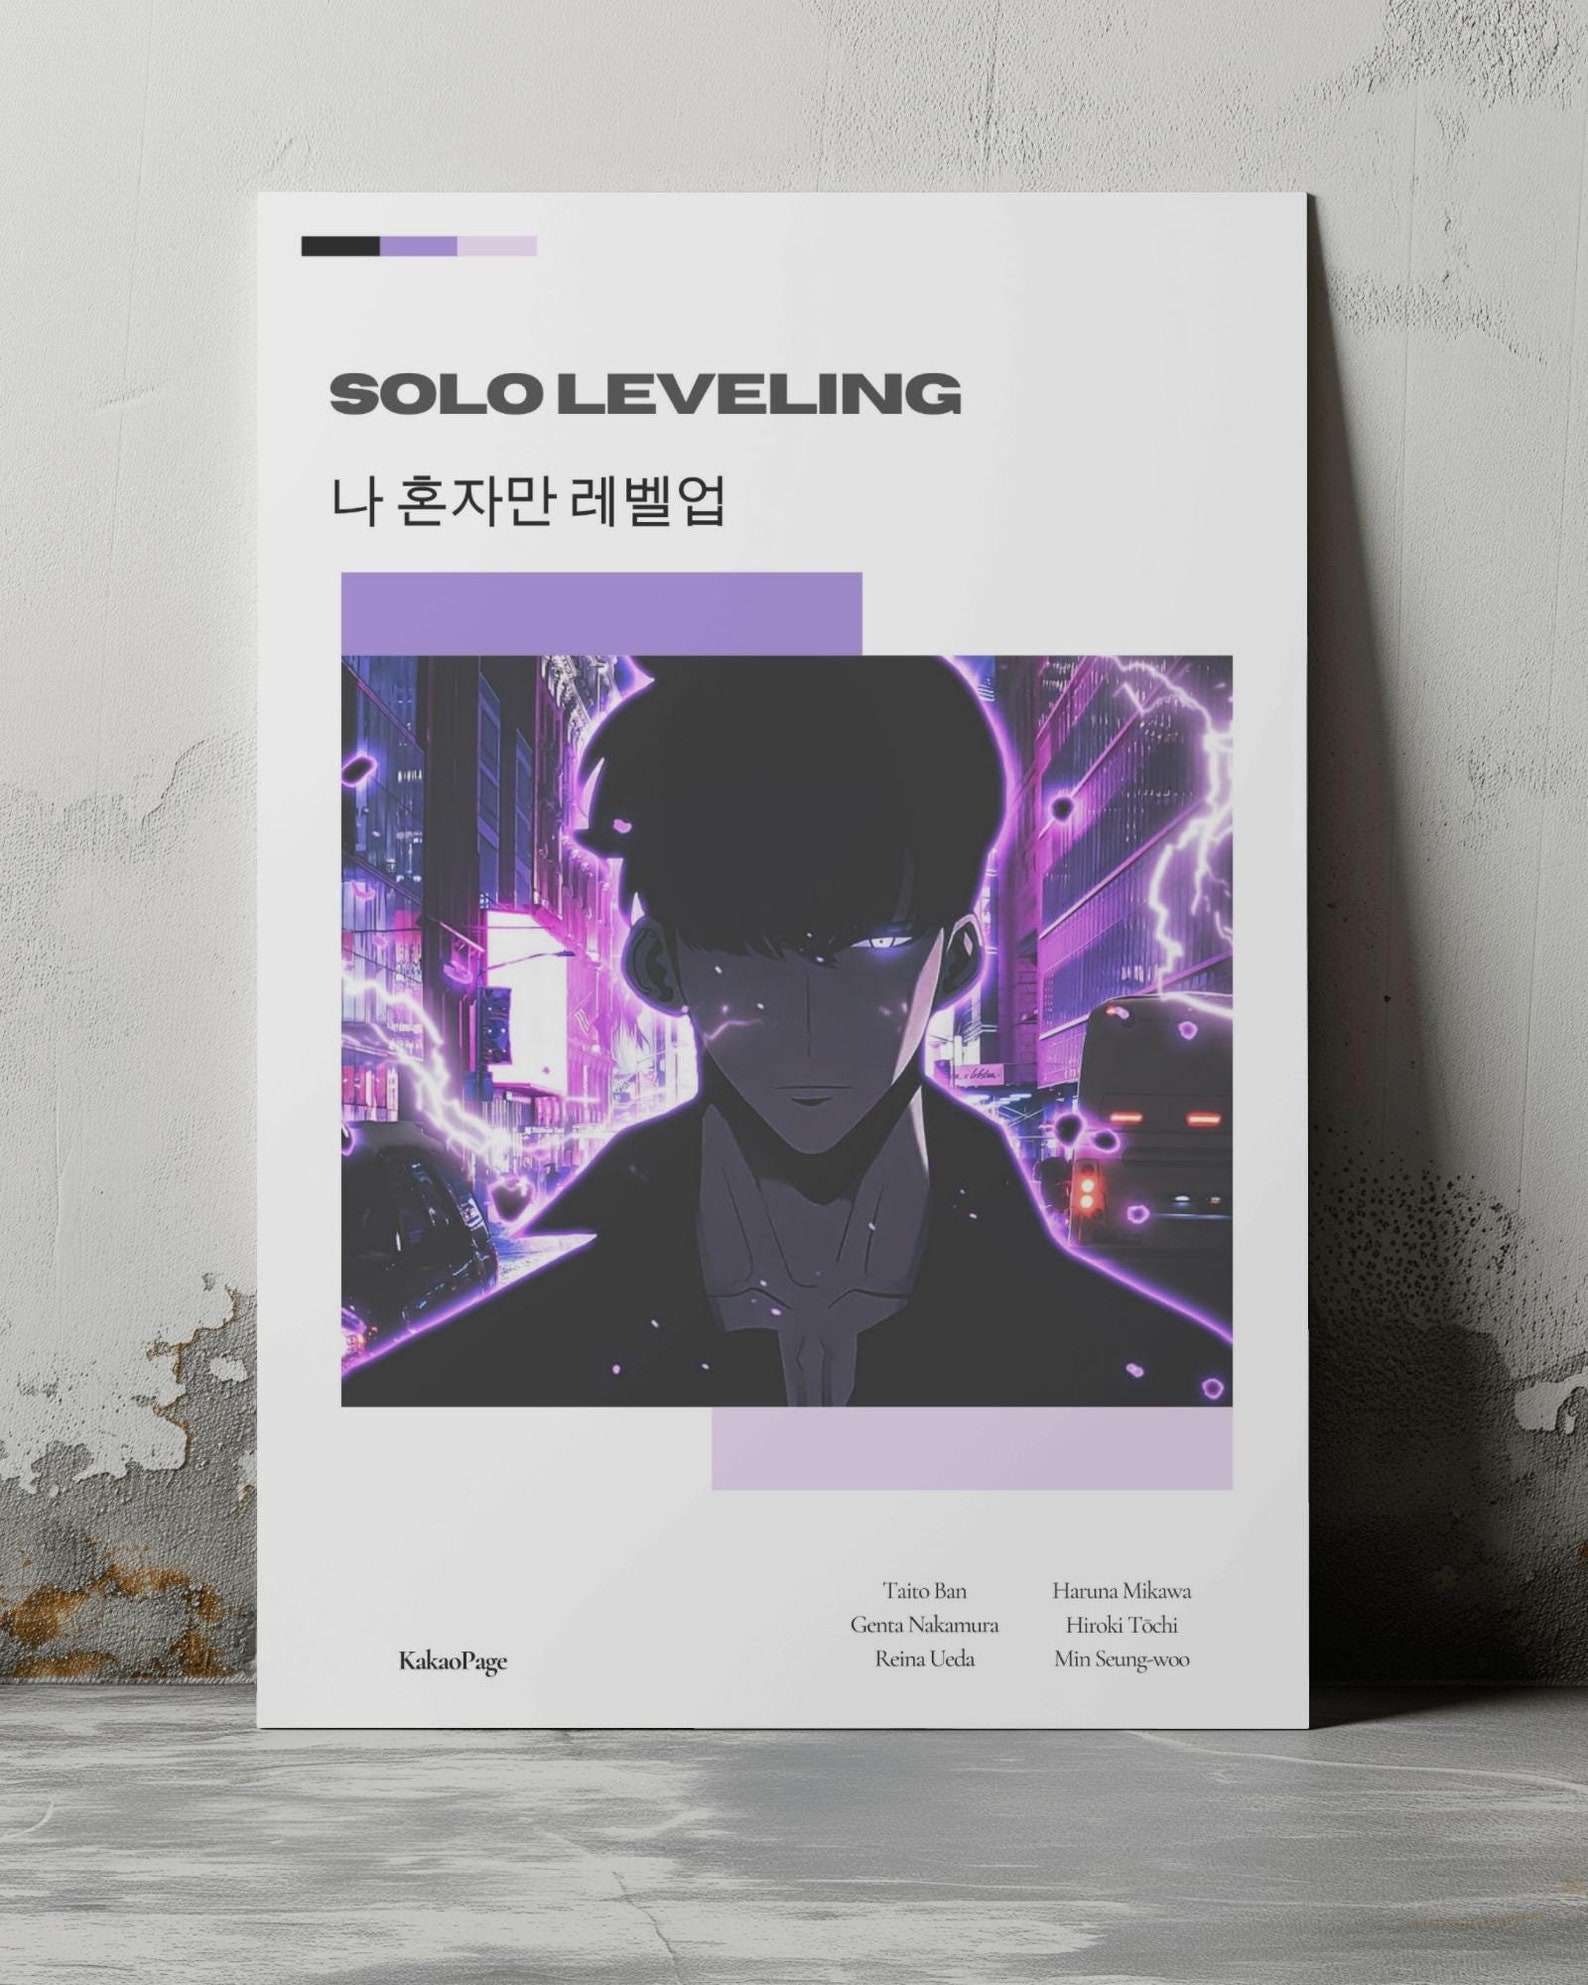 SOLO LEVELING
나 혼자만 레벨업
Taito Ban
Genta Nakamura
Reina Ueda
Haruna Mikawa
Hiroki Tōchi
Min Seung-woo
KakaoPage